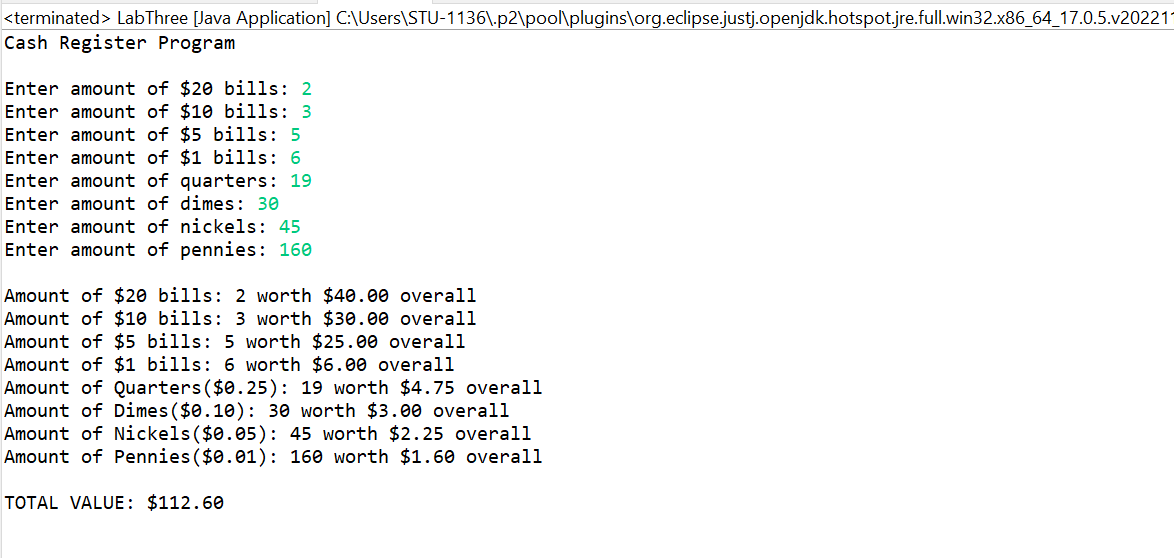 <terminated> LabThree [Java Application] C:\Users\STU-1136\.p2\pool\plugins\org.eclipse.justj.openjdk.hotspot.jre.full.win32.x86_64_17.0.5.v20221
Cash Register Program
Enter amount of $20 bills: 2
Enter amount of $10 bills: 3
Enter amount of $5 bills: 5
Enter amount of $1 bills: 6
Enter amount of quarters: 19
Enter amount of dimes: 30
Enter amount of nickels: 45
Enter amount of pennies: 160
Amount of $20 bills: 2 worth $40.00 overall
Amount of $10 bills: 3 worth $30.00 overall
Amount of $5 bills: 5 worth $25.00 overall
Amount of $1 bills: 6 worth $6.00 overall
Amount of Quarters($0.25): 19 worth $4.75 overall
Amount of Dimes($0.10): 30 worth $3.00 overall
Amount of Nickels($0.05): 45 worth $2.25 overall
Amount of Pennies($0.01): 160 worth $1.60 overall
TOTAL VALUE: $112.60